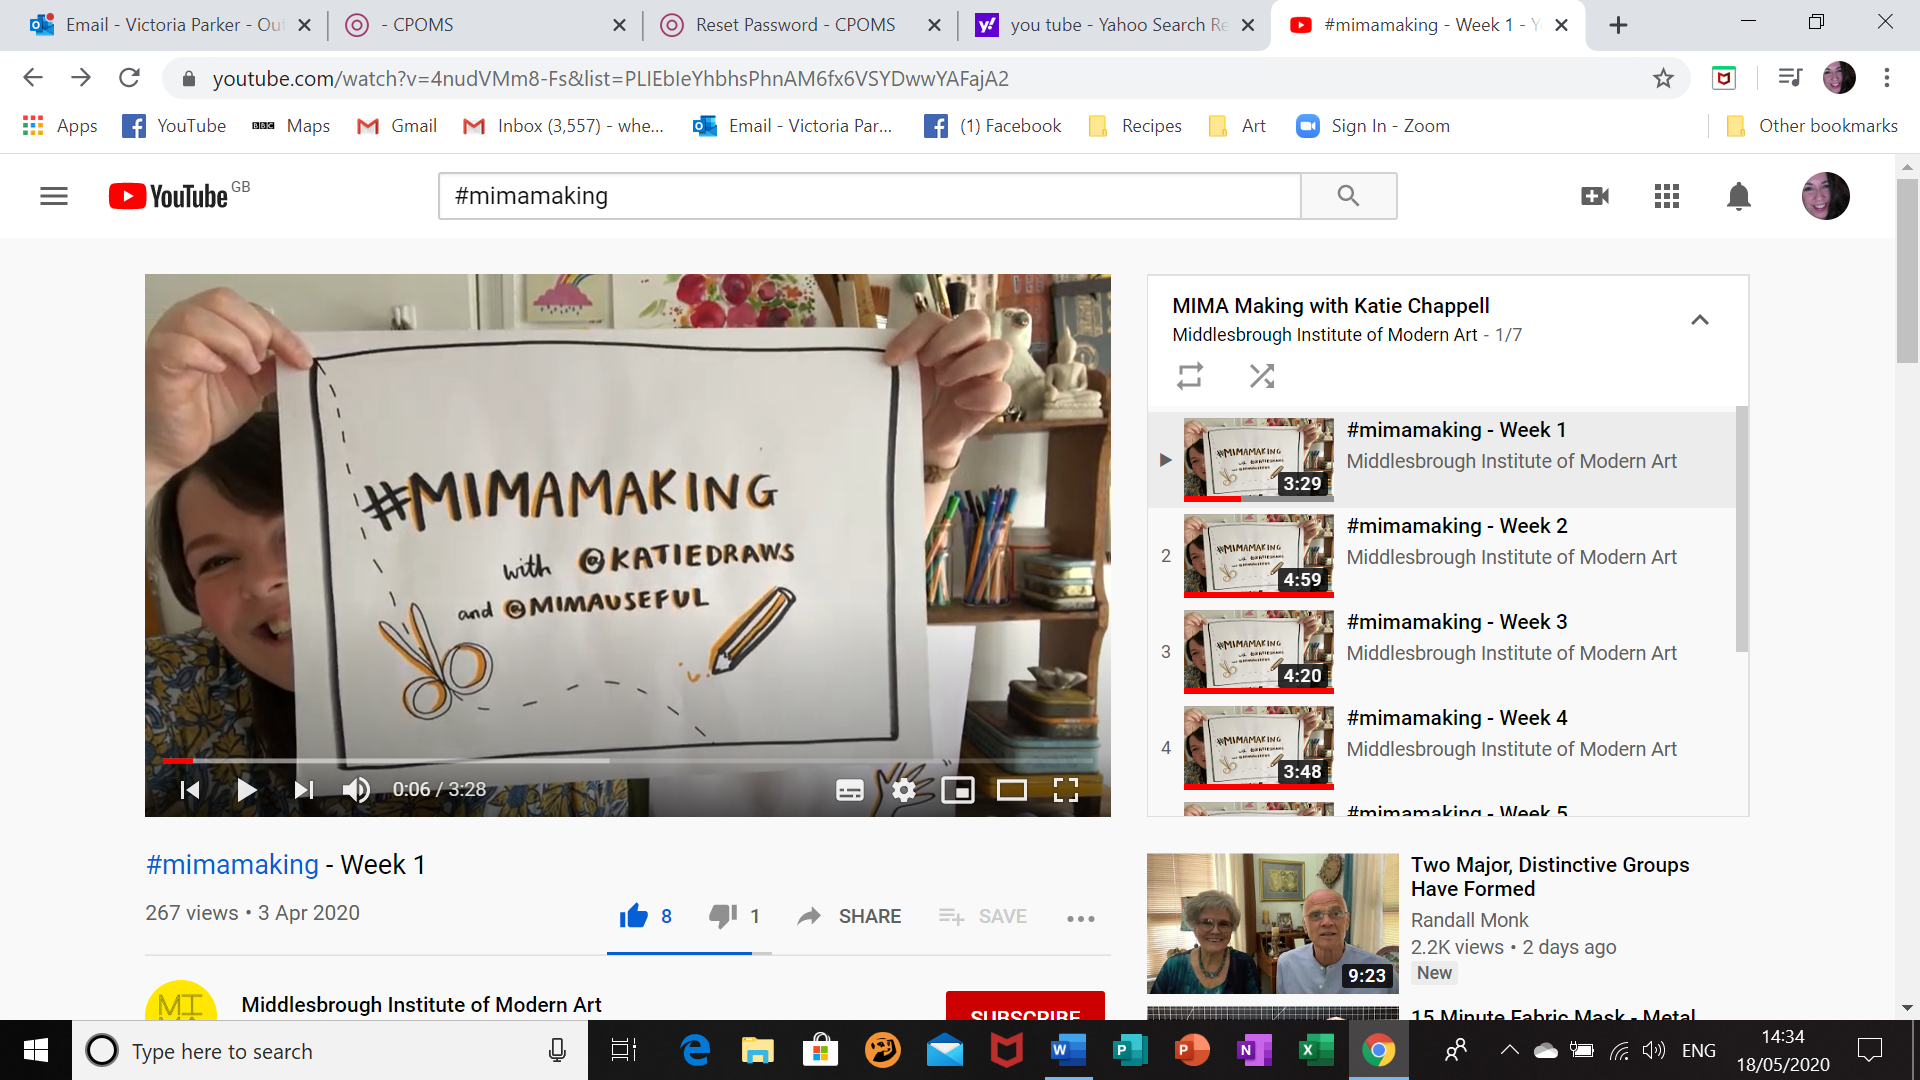 Email - Victoria Parker - Ou
- CPOMS
Reset Password - CPOMS
you tube - Yahoo Search Re
#mimamaking - Week 1 - Y
youtube.com/watch?v=4nudVMm8-Fs&list=PLIEbleYhbhsPhnAM6fx6VSYDwwYAFajA2
Apps
YouTube
BBC Maps
Gmail
Inbox (3,557) - whe...
Email - Victoria Par...
(1) Facebook
Recipes
Art
Sign In - Zoom
Other bookmarks
YouTube GB
#mimamaking
#MIMAMAKING
with @KATIEDRAWS
and @MIMAUSEFUL
0:06 / 3:28
MIMA Making with Katie Chappell
Middlesbrough Institute of Modern Art - 1/7
#mimamaking - Week 1
Middlesbrough Institute of Modern Art
3:29
2
#mimamaking - Week 2
Middlesbrough Institute of Modern Art
4:59
3
#mimamaking - Week 3
Middlesbrough Institute of Modern Art
4:20
4
#mimamaking - Week 4
Middlesbrough Institute of Modern Art
3:48
#mimamaking - Week 5
#mimamaking - Week 1
267 views • 3 Apr 2020
8
1
SHARE
SAVE
MI
Middlesbrough Institute of Modern Art
SUBSCRIBE
Two Major, Distinctive Groups
Have Formed
Randall Monk
2.2K views • 2 days ago
New
9:23
15 Minute Fabric Mask - Metal
Type here to search
ENG
14:34
18/05/2020